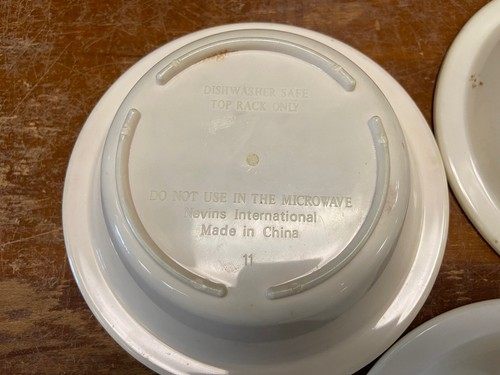 DISHWASHER SAFE
TOP RACK ONLY
DO NOT USE IN THE MICROWAVE
Nevins International
Made in China
11